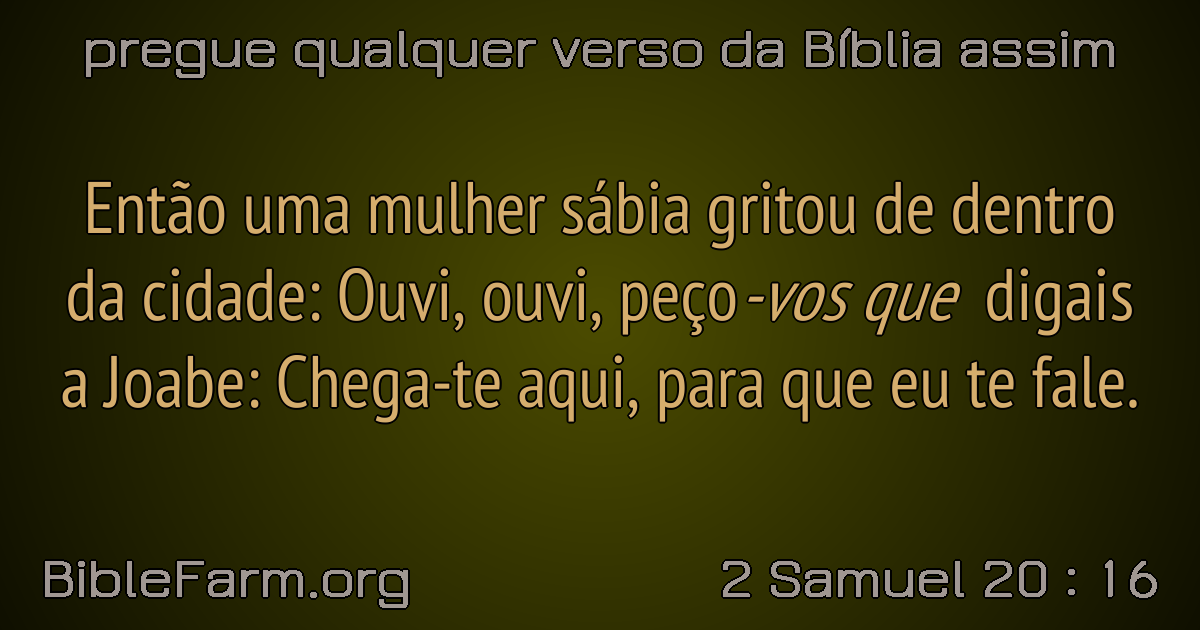 pregue qualquer verso da Bíblia assim
Então uma mulher sábia gritou de dentro
da cidade: Ouvi, ouvi, peço-vos que digais
a Joabe: Chega-te aqui, para que eu te fale.
BibleFarm.org
2 Samuel 20 : 16